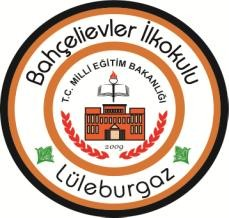 Bahçelievler İlkokulu
T.C. MİLLİ EĞİTİM BAKANLIĞI
2009
Lüleburgaz